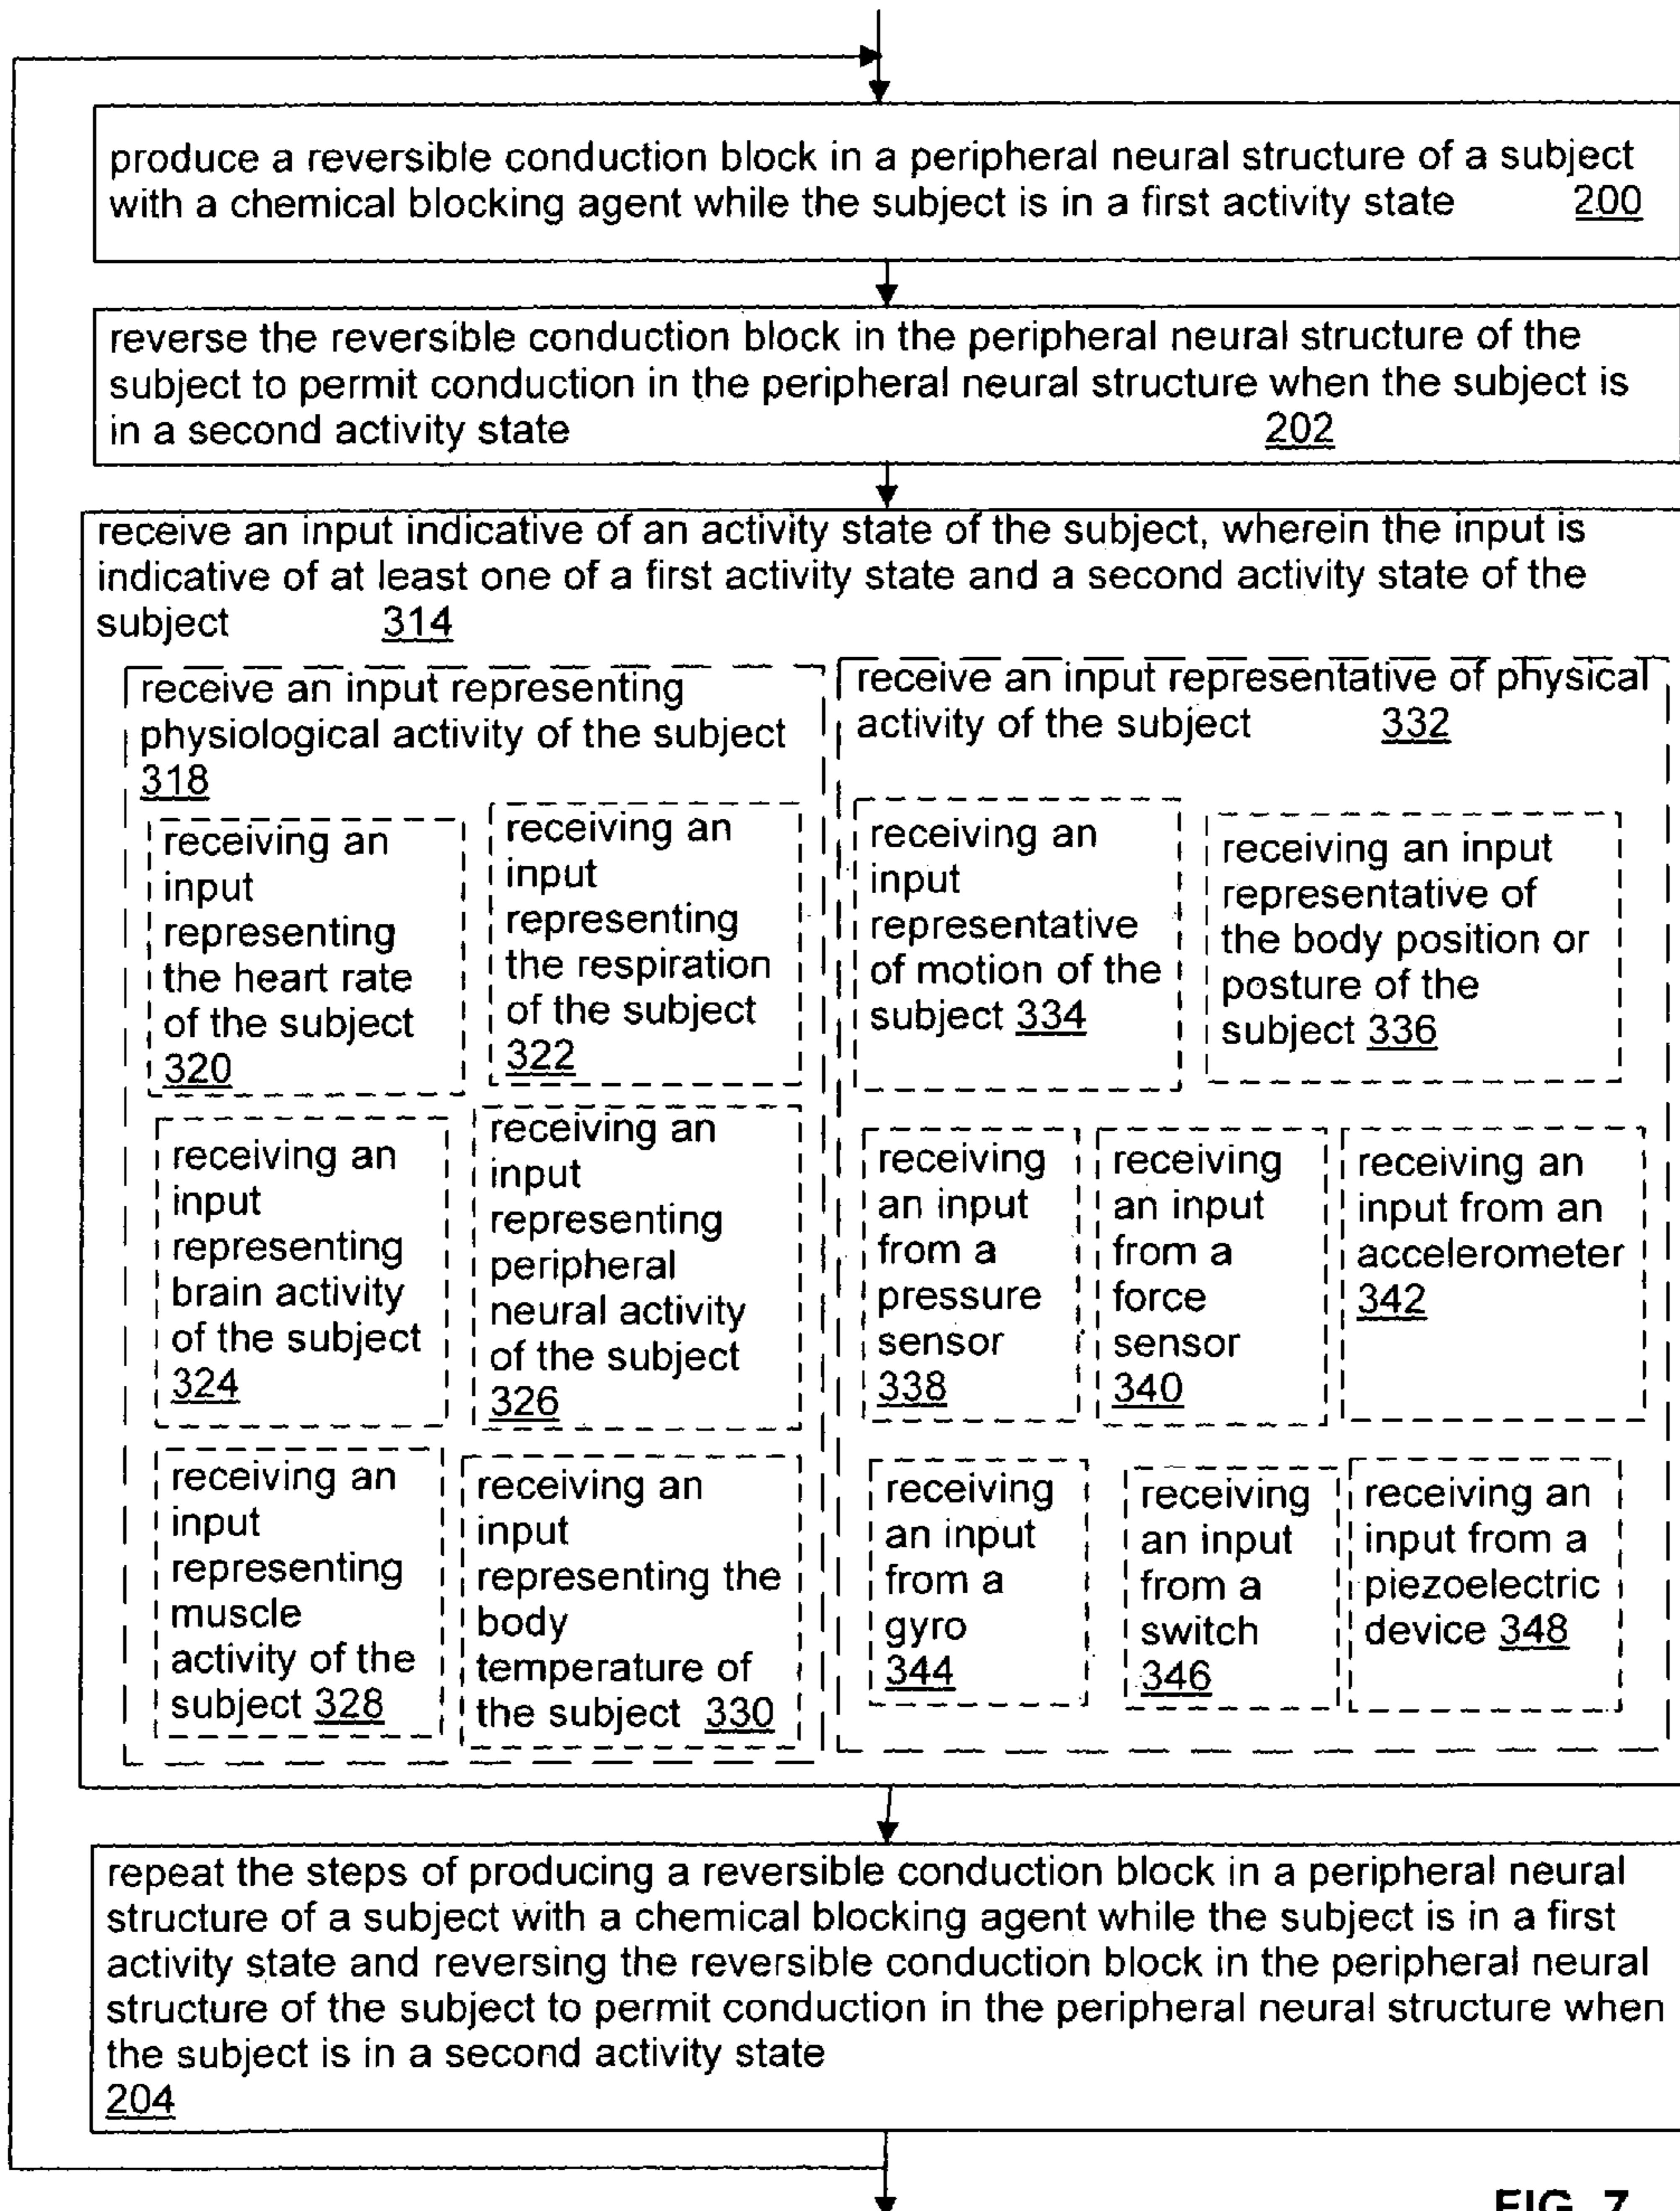 produce a reversible conduction block in a peripheral neural structure of a subject
with a chemical blocking agent while the subject is in a first activity state 200
reverse the reversible conduction block in the peripheral neural structure of the
subject to permit conduction in the peripheral neural structure when the subject is
in a second activity state 202
receive an input indicative of an activity state of the subject, wherein the input is
indicative of at least one of a first activity state and a second activity state of the
subject 314
receive an input representing
physiological activity of the subject
318
receiving an
input
representing
the heart rate
of the subject
320
receiving an
input
representing
the respiration
of the subject
322
receiving an
input
representing
brain activity
of the subject
324
receiving an
input
representing
peripheral
neural activity
of the subject
326
receiving an
input
representing
muscle
activity of the
subject 328
receiving an
input
representing the
body
temperature of
the subject 330
receive an input representative of physical
activity of the subject 332
receiving an
input
representative
of motion of the
subject 334
receiving an input
representative of
the body position or
posture of the
subject 336
receiving
an input
from a
pressure
sensor
338
receiving
an input
from a
force
sensor
340
receiving an
input from an
accelerometer
342
receiving
an input
from a
gyro
344
receiving
an input
from a
switch
346
receiving an
input from a
piezoelectric
device 348
repeat the steps of producing a reversible conduction block in a peripheral neural
structure of a subject with a chemical blocking agent while the subject is in a first
activity state and reversing the reversible conduction block in the peripheral neural
structure of the subject to permit conduction in the peripheral neural structure when
the subject is in a second activity state
204
FIG. 7